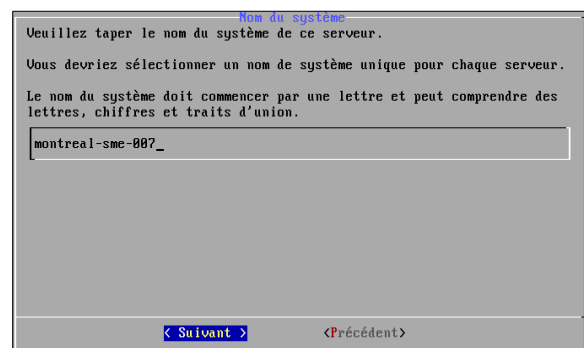 Nom du système
Veuillez taper le nom du système de ce serveur.
Vous devriez sélectionner un nom de système unique pour chaque serveur.
Le nom du système doit commencer par une lettre et peut comprendre des
lettres, chiffres et traits d'union.
montreal-sme-007_
< Suivant > <Précédent>